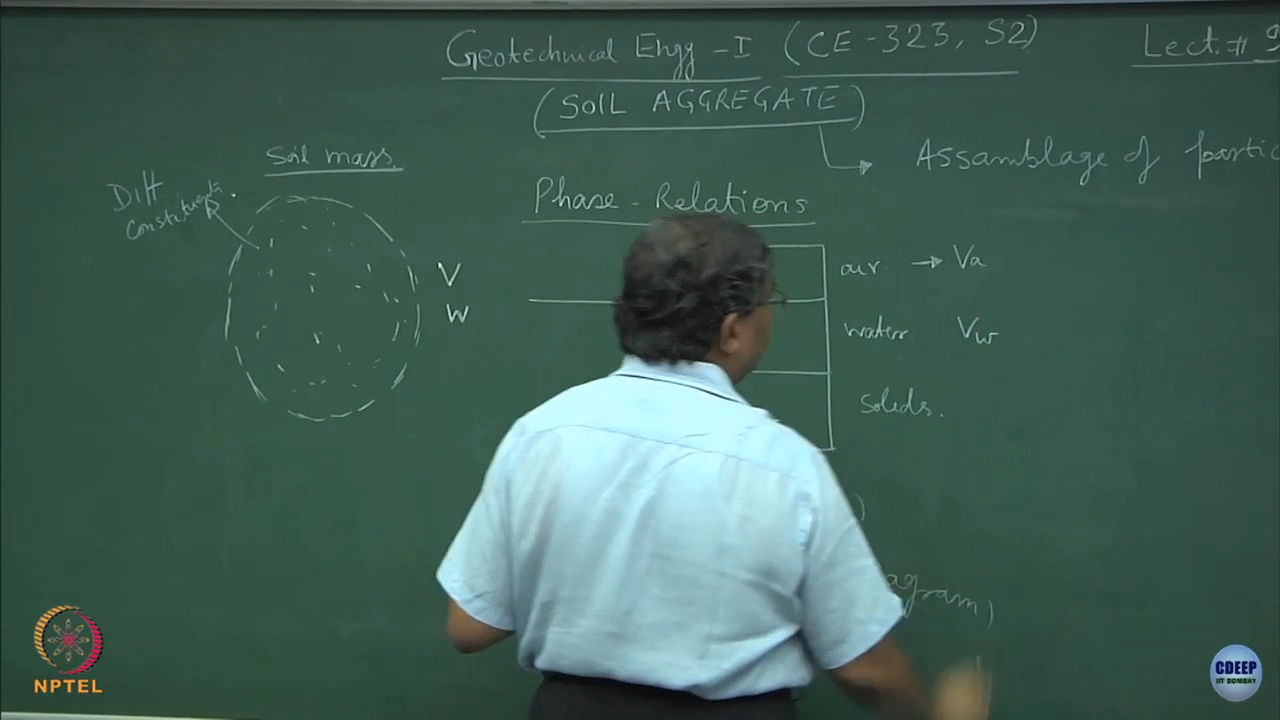 Geotechnical Engg - I (CE-323, S2) Lect. # 9
(SOIL AGGREGATE)
Assamblage of partic
Soil mass.
Diff
constituents.
Phase - Relations
V
W
air → Va
water Vw
solids.
)
agram)
NPTEL
CDEEP
IIT BOMBAY